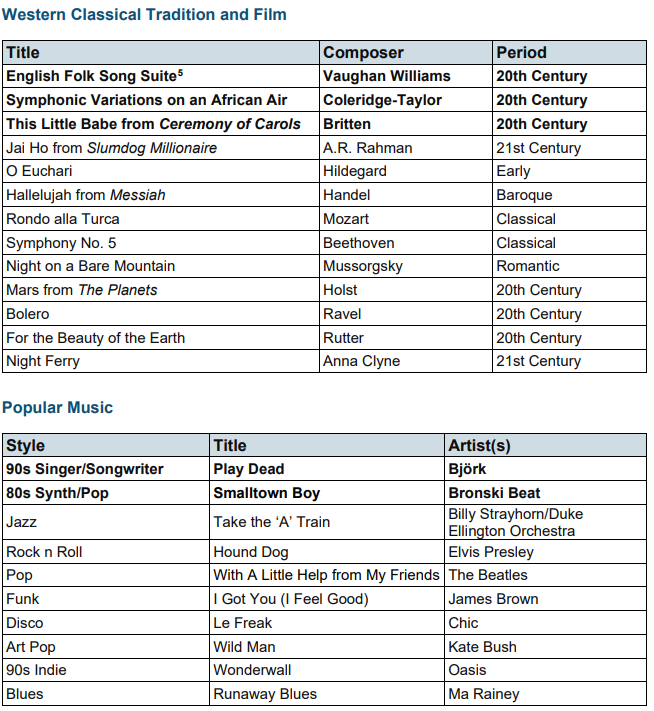 Western Classical Tradition and Film
Title Composer Period
English Folk Song Suite⁵ Vaughan Williams 20th Century
Symphonic Variations on an African Air Coleridge-Taylor 20th Century
This Little Babe from Ceremony of Carols Britten 20th Century
Jai Ho from Slumdog Millionaire A.R. Rahman 21st Century
O Euchari Hildegard Early
Hallelujah from Messiah Handel Baroque
Rondo alla Turca Mozart Classical
Symphony No. 5 Beethoven Classical
Night on a Bare Mountain Mussorgsky Romantic
Mars from The Planets Holst 20th Century
Bolero Ravel 20th Century
For the Beauty of the Earth Rutter 20th Century
Night Ferry Anna Clyne 21st Century
Popular Music
Style Title Artist(s)
90s Singer/Songwriter Play Dead Björk
80s Synth/Pop Smalltown Boy Bronski Beat
Jazz Take the ‘A’ Train Billy Strayhorn/Duke
Ellington Orchestra
Rock n Roll Hound Dog Elvis Presley
Pop With A Little Help from My Friends The Beatles
Funk I Got You (I Feel Good) James Brown
Disco Le Freak Chic
Art Pop Wild Man Kate Bush
90s Indie Wonderwall Oasis
Blues Runaway Blues Ma Rainey